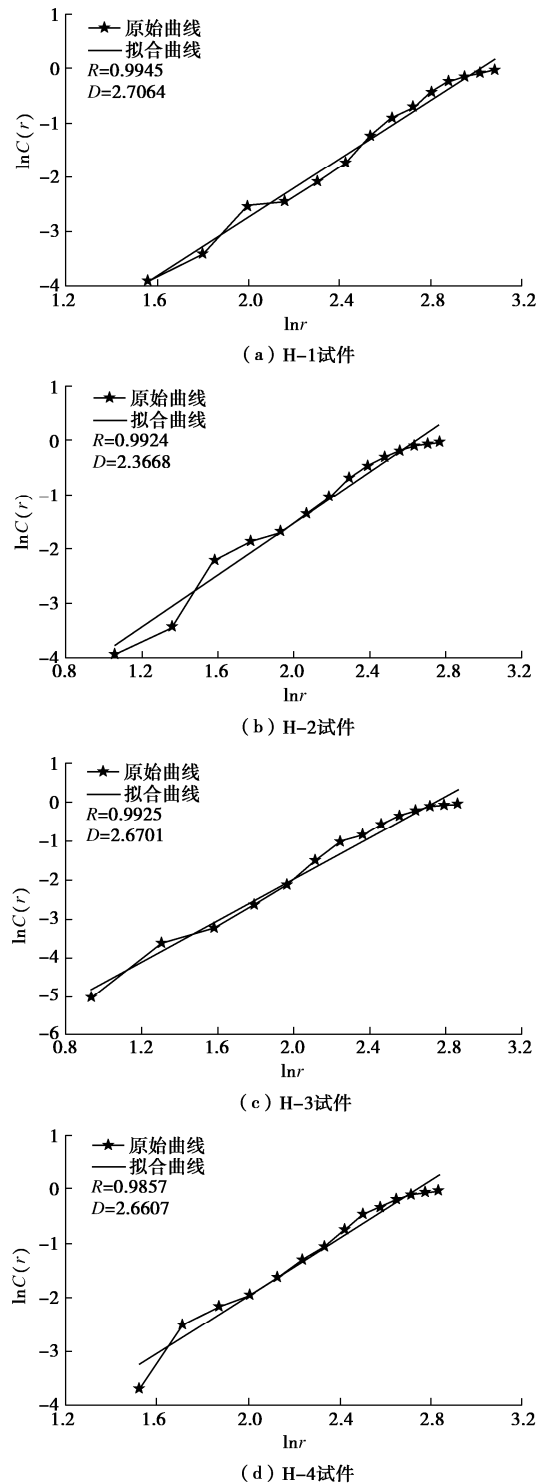 1
0
-1
-2
-3
-4
lnC(r)
原始曲线
拟合曲线
R=0.9945
D=2.7064
1.2 1.6 2.0 2.4 2.8 3.2
lnr
(a) H-1试件
1
0
-1
-2
-3
-4
lnC(r)
原始曲线
拟合曲线
R=0.9924
D=2.3668
0.8 1.2 1.6 2.0 2.4 2.8 3.2
lnr
(b) H-2试件
1
0
-1
-2
-3
-4
-5
-6
lnC(r)
原始曲线
拟合曲线
R=0.9925
D=2.6701
0.8 1.2 1.6 2.0 2.4 2.8 3.2
lnr
(c) H-3试件
1
0
-1
-2
-3
-4
lnC(r)
原始曲线
拟合曲线
R=0.9857
D=2.6607
1.2 1.6 2.0 2.4 2.8 3.2
lnr
(d) H-4试件